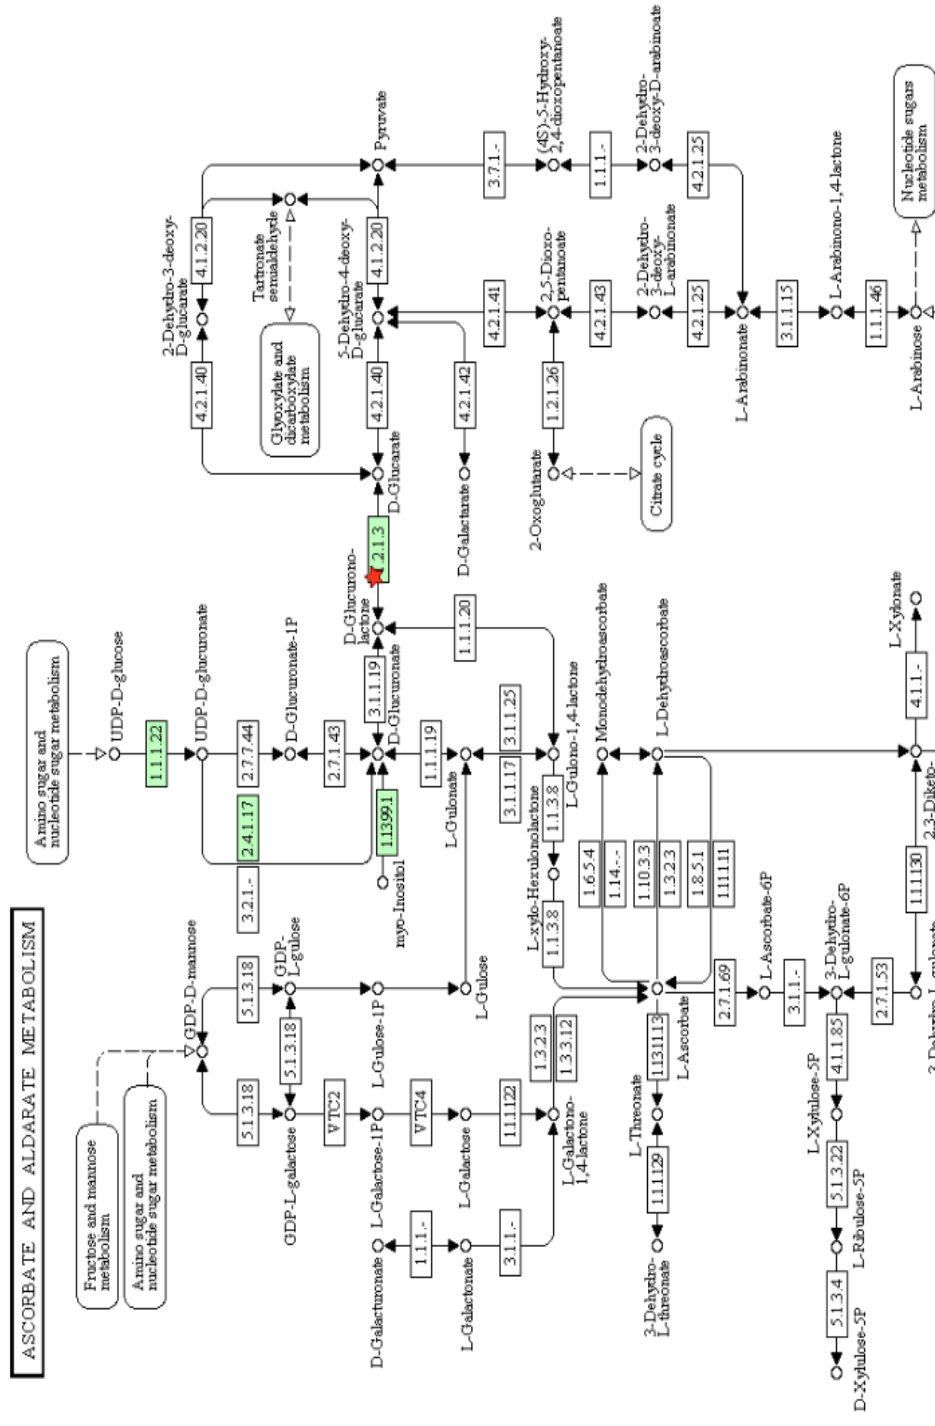 ASCORBATE AND ALDARATE METABOLISM
Fructose and mannose
metabolism
Amino sugar and
nucleotide sugar metabolism
Amino sugar and
nucleotide sugar metabolism
GDP-D-mannose
UDP-D-glucose
1.1.1.22
UDP-D-glucuronate
2-Dehydro-3-deoxy-
D-glucarate
4.2.1.40
4.1.2.20
5.1.3.18
5.1.3.18
3.2.1.-
2.4.1.17
2.7.7.44
Tartronate
semialdehyde
Glyoxylate and
dicarboxylate
metabolism
GDP-L-galactose
5.1.3.18
GDP-
L-gulose
D-Glucuronate-1P
VTC2
2.7.1.43
5-Dehydro-4-deoxy-
D-glucarate
D-Galacturonate
L-Galactose-1P
L-Gulose-1P
myo-Inositol
1.13.99.1
D-Glucuronate
3.1.1.19
D-Glucurono-
lactone
.2.1.3
D-Glucarate
4.2.1.40
4.1.2.20
Pyruvate
1.1.1.-
VTC4
1.1.1.19
4.2.1.42
L-Galactonate
L-Galactose
L-Gulose
L-Gulonate
1.1.1.20
D-Galactarate
4.2.1.41
3.7.1.-
3.1.1.-
1.1.1.122
3.1.1.17
3.1.1.25
L-Galactono-
1,4-lactone
1.3.2.3
1.3.3.12
L-xylo-Hexulonolactone
1.1.3.8
1.1.3.8
L-Gulono-1,4-lactone
2-Oxoglutarate
1.2.1.26
2,5-Dioxo-
pentanoate
(4S)-5-Hydroxy-
2,4-dioxopentanoate
1.6.5.4
1.14.-.-
Monodehydroascorbate
4.2.1.43
1.1.1.-
3-Dehydro-
L-threonate
1.1.1.129
L-Threonate
1.13.11.13
L-Ascorbate
1.10.3.3
1.3.2.3
L-Dehydroascorbate
Citrate cycle
2-Dehydro-
3-deoxy-
L-arabinonate
2-Dehydro-
3-deoxy-D-arabinoate
1.8.5.1
1.11.1.11
4.2.1.25
4.2.1.25
2.7.1.69
L-Ascorbate-6P
L-Arabinonate
3.1.1.-
3.1.1.15
L-Xylulose-5P
3-Dehydro-
L-gulonate-6P
L-Arabinono-1,4-lactone
D-Xylulose-5P
5.1.3.4
L-Ribulose-5P
5.1.3.22
4.1.1.85
2.7.1.53
1.1.1.130
4.1.1.-
L-Xylonate
1.1.1.46
2,3-Diketo-
L-Arabinose
Nucleotide sugars
metabolism